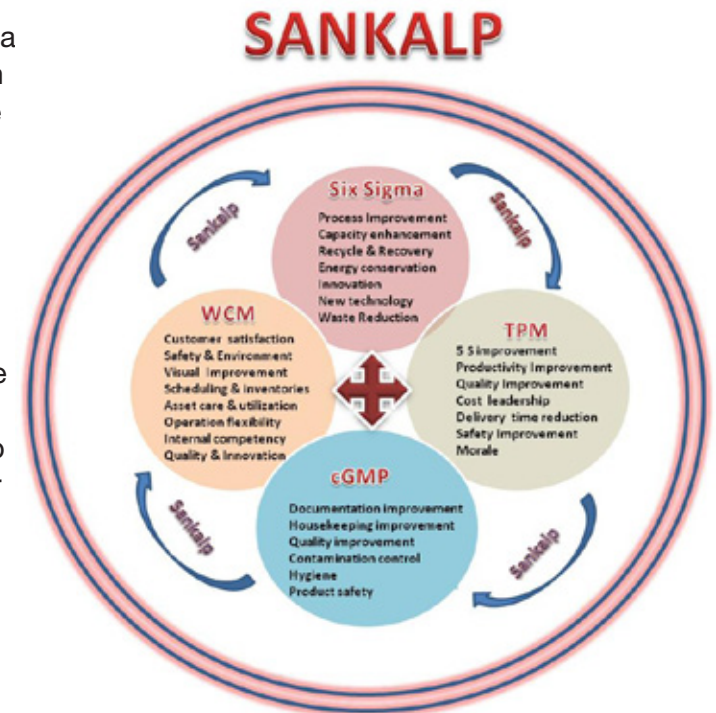 SANKALP
a
Sankalp
Sankalp
Six Sigma
Process Improvement
Capacity enhancement
Recycle & Recovery
Energy conservation
Innovation
New technology
Waste Reduction
WCM
Customer satisfaction
Safety & Environment
Visual Improvement
Scheduling & inventories
Asset care & utilization
Operation flexibility
Internal competency
Quality & Innovation
TPM
5 S improvement
Productivity Improvement
Quality Improvement
Cost leadership
Delivery time reduction
Safety Improvement
Morale
cGMP
Documentation improvement
Housekeeping improvement
Quality improvement
Contamination control
Hygiene
Product safety
Sankalp
Sankalp